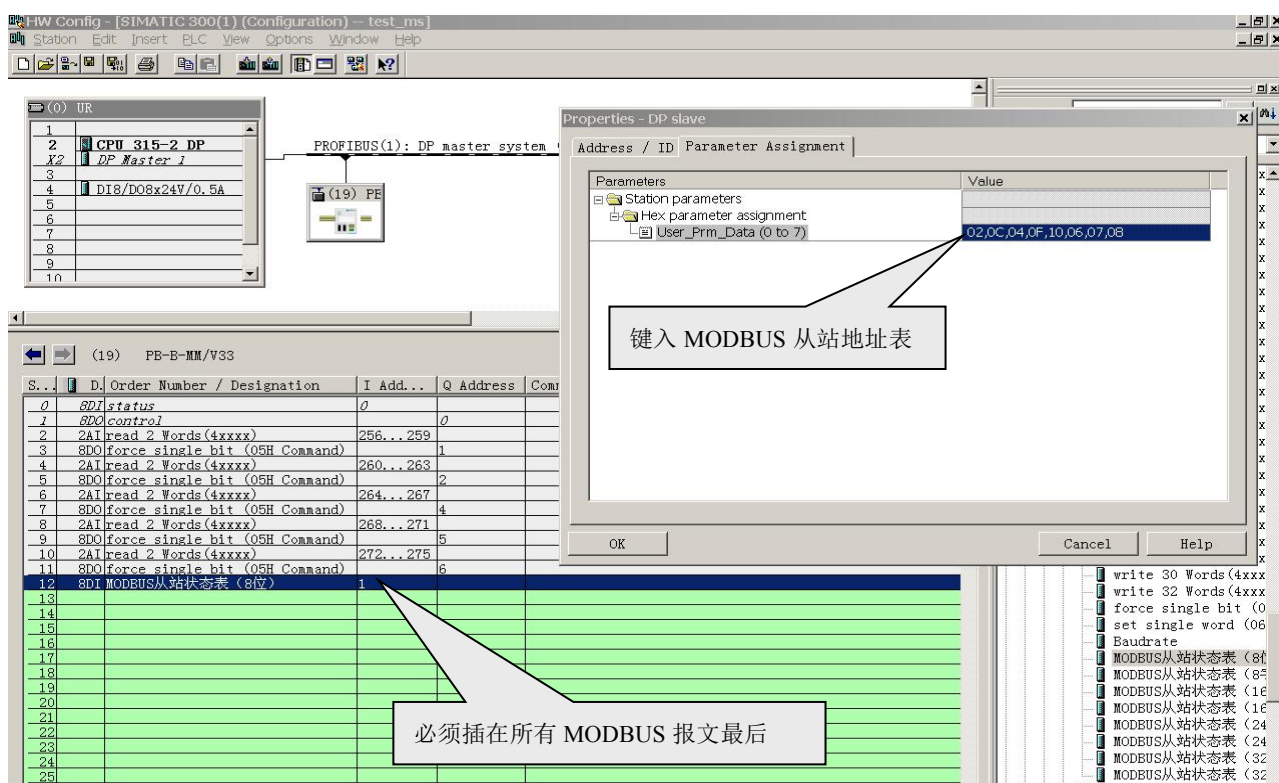 HW Config - [SIMATIC 300(1) (Configuration) -- test_ms]
Station Edit Insert PLC View Options Window Help
(0) UR
1
2 CPU 315-2 DP
X2 DP Master 1
3
4 DI8/DO8x24V/0.5A
5
6
7
8
9
10
PROFIBUS(1): DP master system
(19) PB
Properties - DP slave
Address / ID Parameter Assignment
Parameters Value
Station parameters
Hex parameter assignment
User_Prm_Data (0 to 7) 02,0C,04,0F,10,06,07,08
键入 MODBUS 从站地址表
OK Cancel Help
(19) PB-B-MM/V33
S... D. Order Number / Designation I Add... Q Address Com
0 8DI status 0
1 8DO control 0
2 2AI read 2 Words(4xxxx) 256...259
3 8DO force single bit (05H Command) 1
4 2AI read 2 Words(4xxxx) 260...263
5 8DO force single bit (05H Command) 2
6 2AI read 2 Words(4xxxx) 264...267
7 8DO force single bit (05H Command) 4
8 2AI read 2 Words(4xxxx) 268...271
9 8DO force single bit (05H Command) 5
10 2AI read 2 Words(4xxxx) 272...275
11 8DO force single bit (05H Command) 6
12 8DI MODBUS从站状态表（8位） 1
13
14
15
16
17
18
19
20
21
22
23
24
25
必须插在所有 MODBUS 报文最后
write 30 Words(4xxx
write 32 Words(4xxx
force single bit (0
set single word (06
Baudrate
MODBUS从站状态表（8位
MODBUS从站状态表（8
MODBUS从站状态表（16
MODBUS从站状态表（16
MODBUS从站状态表（24
MODBUS从站状态表（24
MODBUS从站状态表（32
MODBUS从站状态表（32